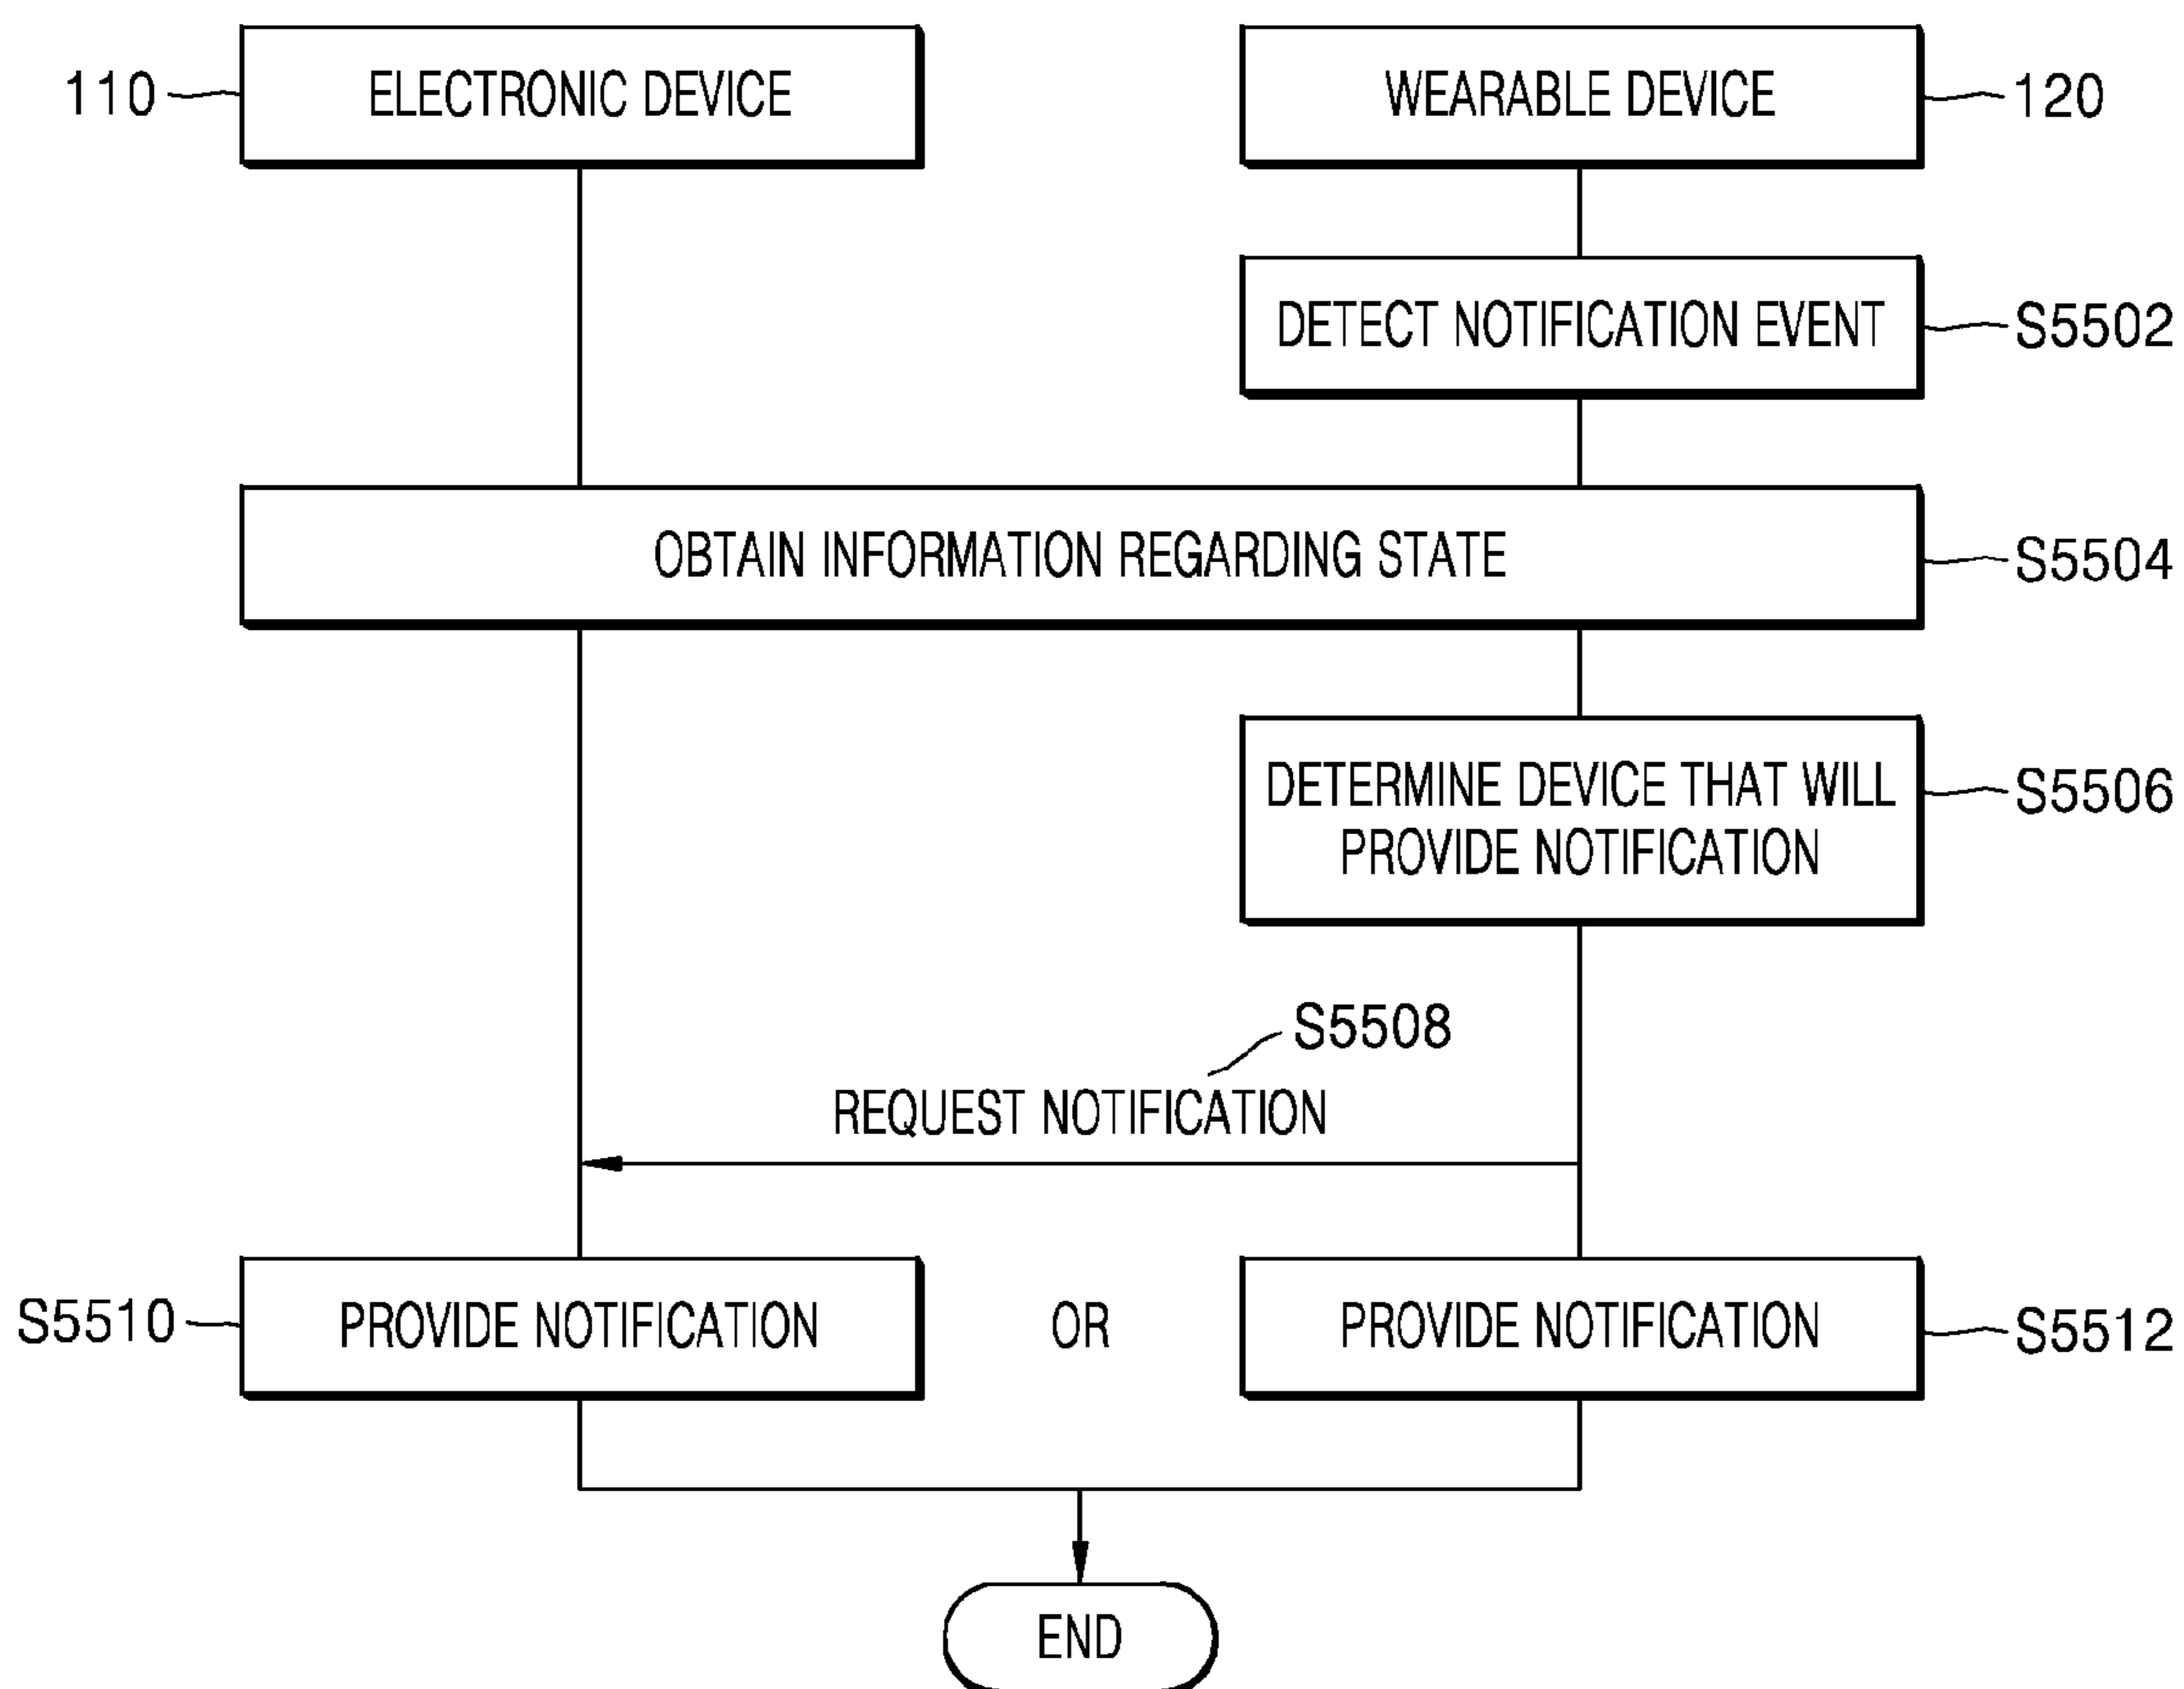 110
ELECTRONIC DEVICE
WEARABLE DEVICE
120
DETECT NOTIFICATION EVENT
S5502
OBTAIN INFORMATION REGARDING STATE
S5504
DETERMINE DEVICE THAT WILL
PROVIDE NOTIFICATION
S5506
S5508
REQUEST NOTIFICATION
S5510
PROVIDE NOTIFICATION
OR
PROVIDE NOTIFICATION
S5512
END